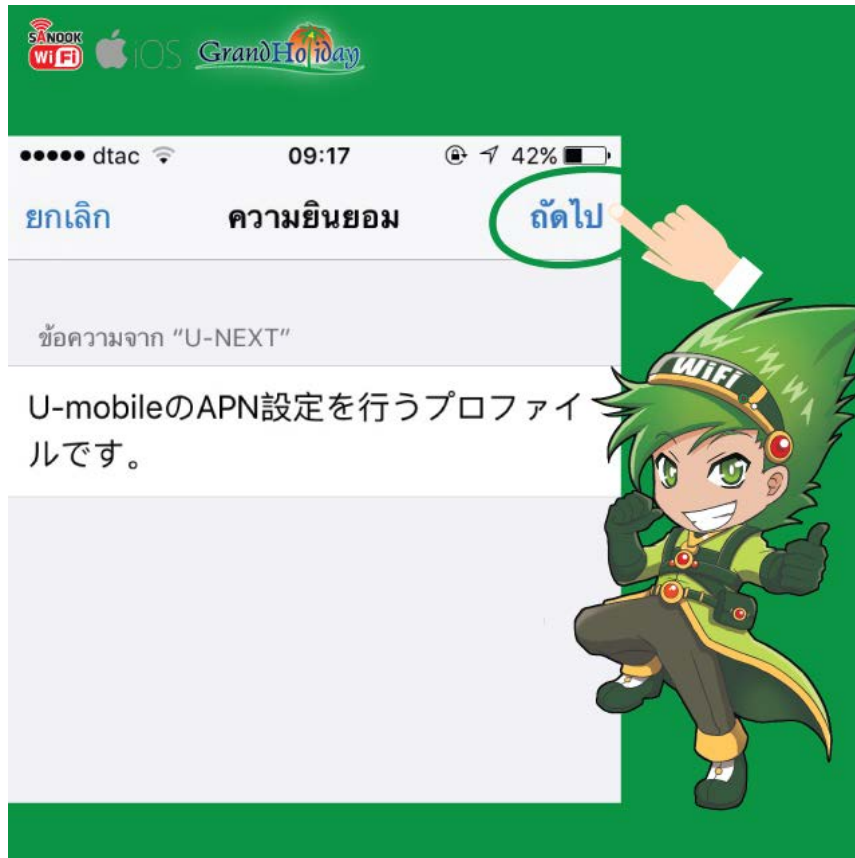 SANOOK
WiFi
iOS
GrandHoliday
dtac 09:17 42%
ยกเลิก ความยินยอม ถัดไป
ข้อความจาก “U-NEXT”
U-mobileのAPN設定を行うプロファイ
ルです。
WiFi